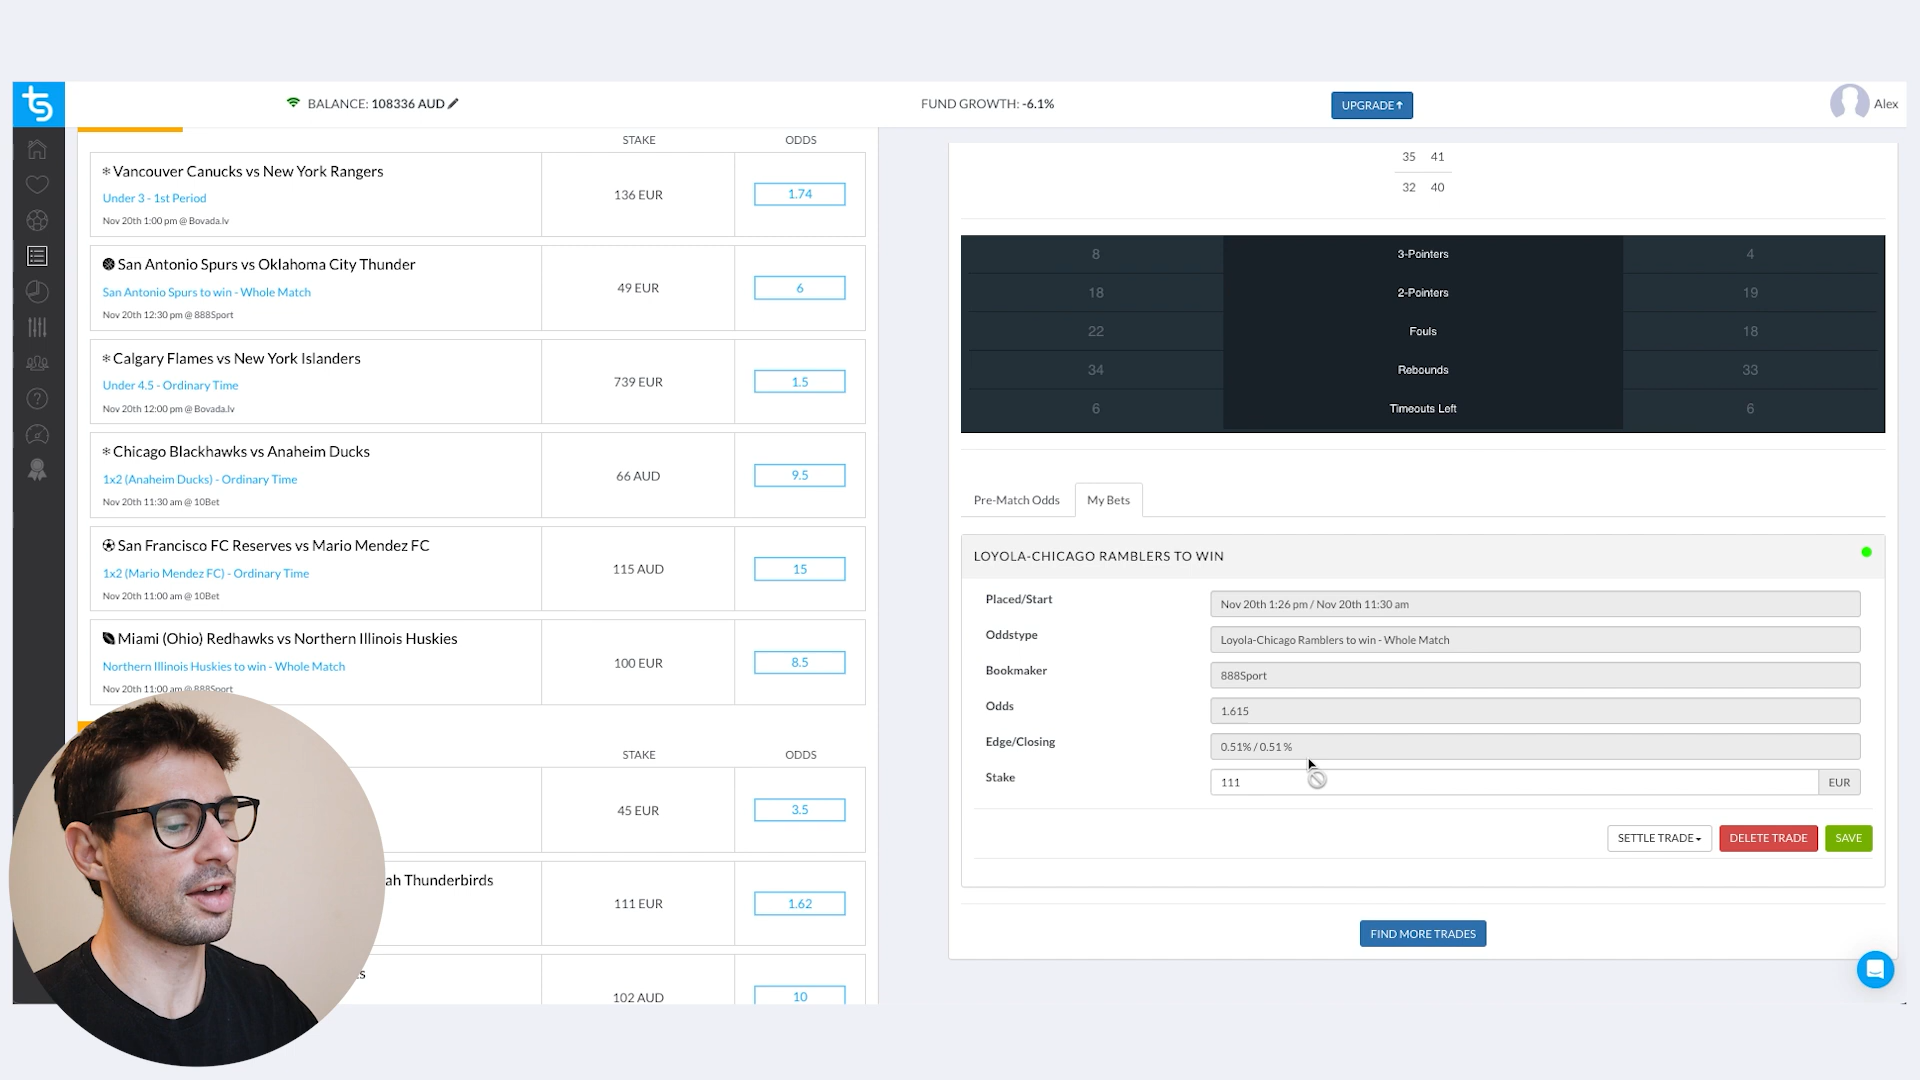 ts
BALANCE: 108336 AUD
FUND GROWTH: -6.1%
UPGRADE
Alex
STAKE
ODDS
Vancouver Canucks vs New York Rangers
Under 3 - 1st Period
Nov 20th 1:00 pm @ Bovada.lv
136 EUR
1.74
San Antonio Spurs vs Oklahoma City Thunder
San Antonio Spurs to win - Whole Match
Nov 20th 12:30 pm @ 888Sport
49 EUR
6
Calgary Flames vs New York Islanders
Under 4.5 - Ordinary Time
Nov 20th 12:00 pm @ Bovada.lv
739 EUR
1.5
Chicago Blackhawks vs Anaheim Ducks
1x2 (Anaheim Ducks) - Ordinary Time
Nov 20th 11:30 am @ 10Bet
66 AUD
9.5
San Francisco FC Reserves vs Mario Mendez FC
1x2 (Mario Mendez FC) - Ordinary Time
Nov 20th 11:00 am @ 10Bet
115 AUD
15
Miami (Ohio) Redhawks vs Northern Illinois Huskies
Northern Illinois Huskies to win - Whole Match
Nov 20th 11:00 am @ 888Sport
100 EUR
8.5
STAKE
ODDS
45 EUR
3.5
ah Thunderbirds
111 EUR
1.62
s
102 AUD
10
35 41
32 40
8 3-Pointers 4
18 2-Pointers 19
22 Fouls 18
34 Rebounds 33
6 Timeouts Left 6
Pre-Match Odds
My Bets
LOYOLA-CHICAGO RAMBLERS TO WIN
Placed/Start
Nov 20th 1:26 pm / Nov 20th 11:30 am
Oddstype
Loyola-Chicago Ramblers to win - Whole Match
Bookmaker
888Sport
Odds
1.615
Edge/Closing
0.51% / 0.51 %
Stake
111
EUR
SETTLE TRADE
DELETE TRADE
SAVE
FIND MORE TRADES